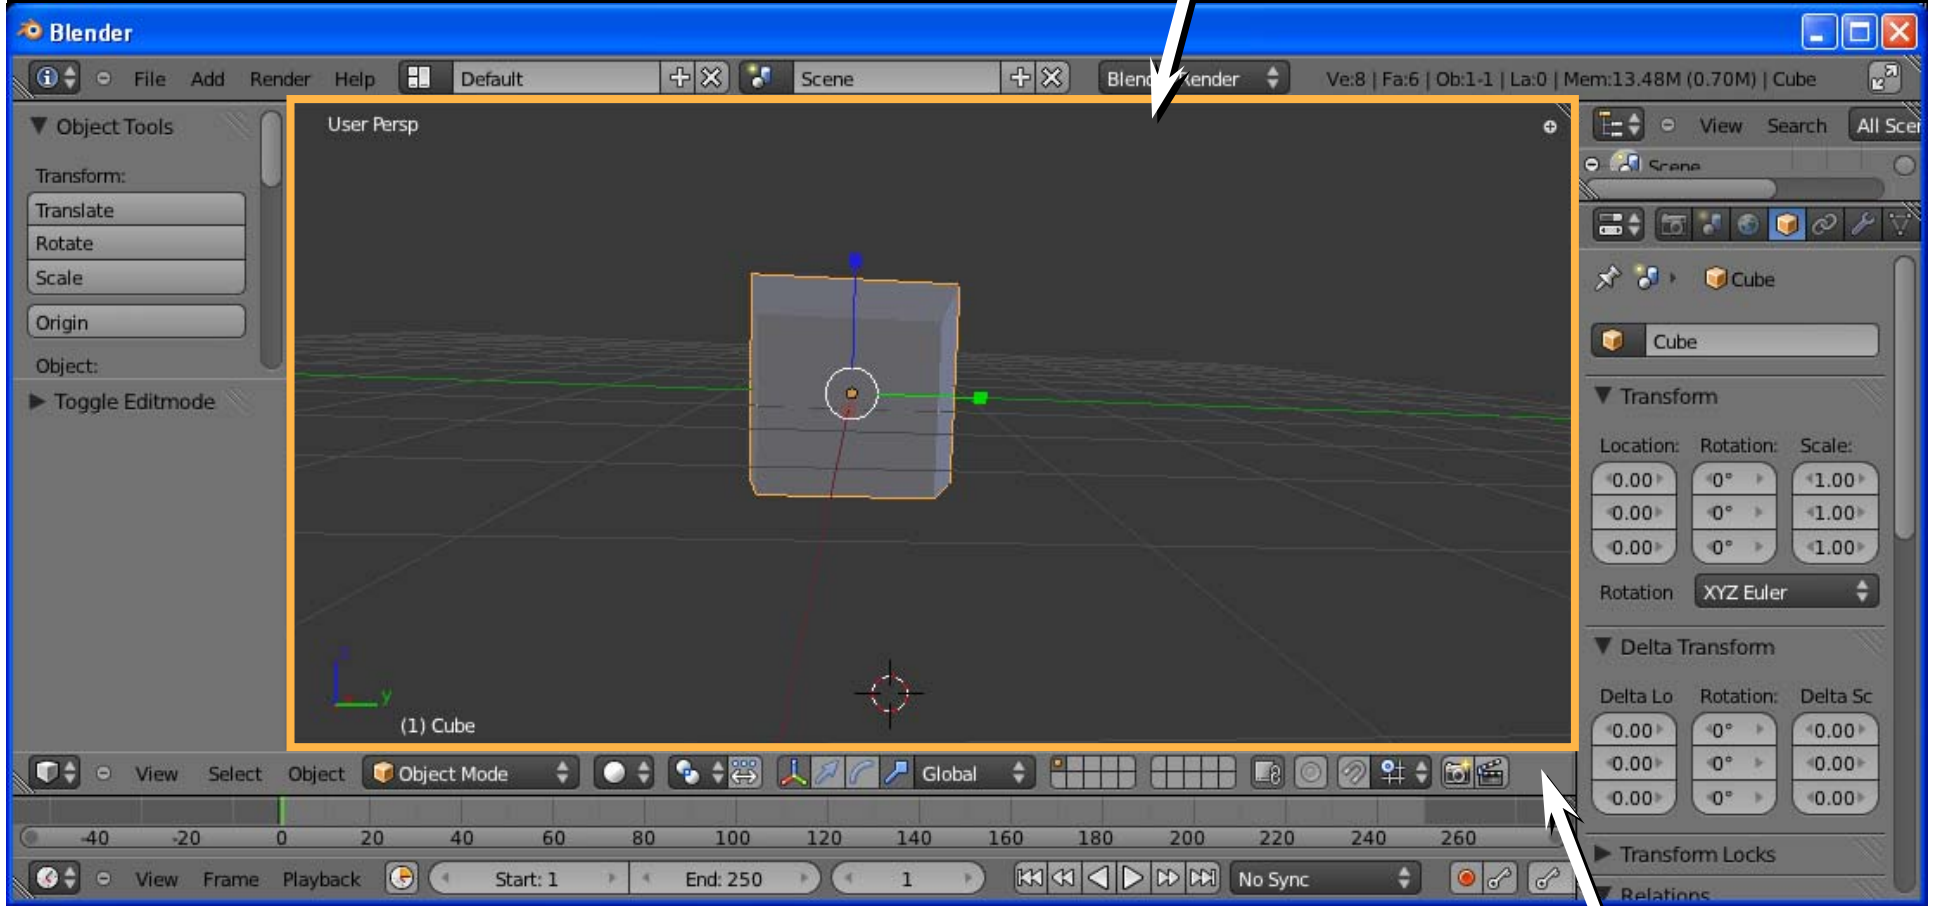 Blender
File Add Render Help Default Scene Blender Render Ve:8 | Fa:6 | Ob:1-1 | La:0 | Mem:13.48M (0.70M) | Cube
Object Tools
Transform:
Translate
Rotate
Scale
Origin
Object:
Toggle Editmode
User Persp
z
y
(1) Cube
View Search All Scer
Scene
Cube
Cube
Transform
Location: Rotation: Scale:
0.00 0° 1.00
0.00 0° 1.00
0.00 0° 1.00
Rotation XYZ Euler
Delta Transform
Delta Lo Rotation: Delta Sc
0.00 0° 0.00
0.00 0° 0.00
0.00 0° 0.00
Transform Locks
Relations
View Select Object Object Mode Global
-40 -20 0 20 40 60 80 100 120 140 160 180 200 220 240 260
View Frame Playback Start: 1 End: 250 1 No Sync